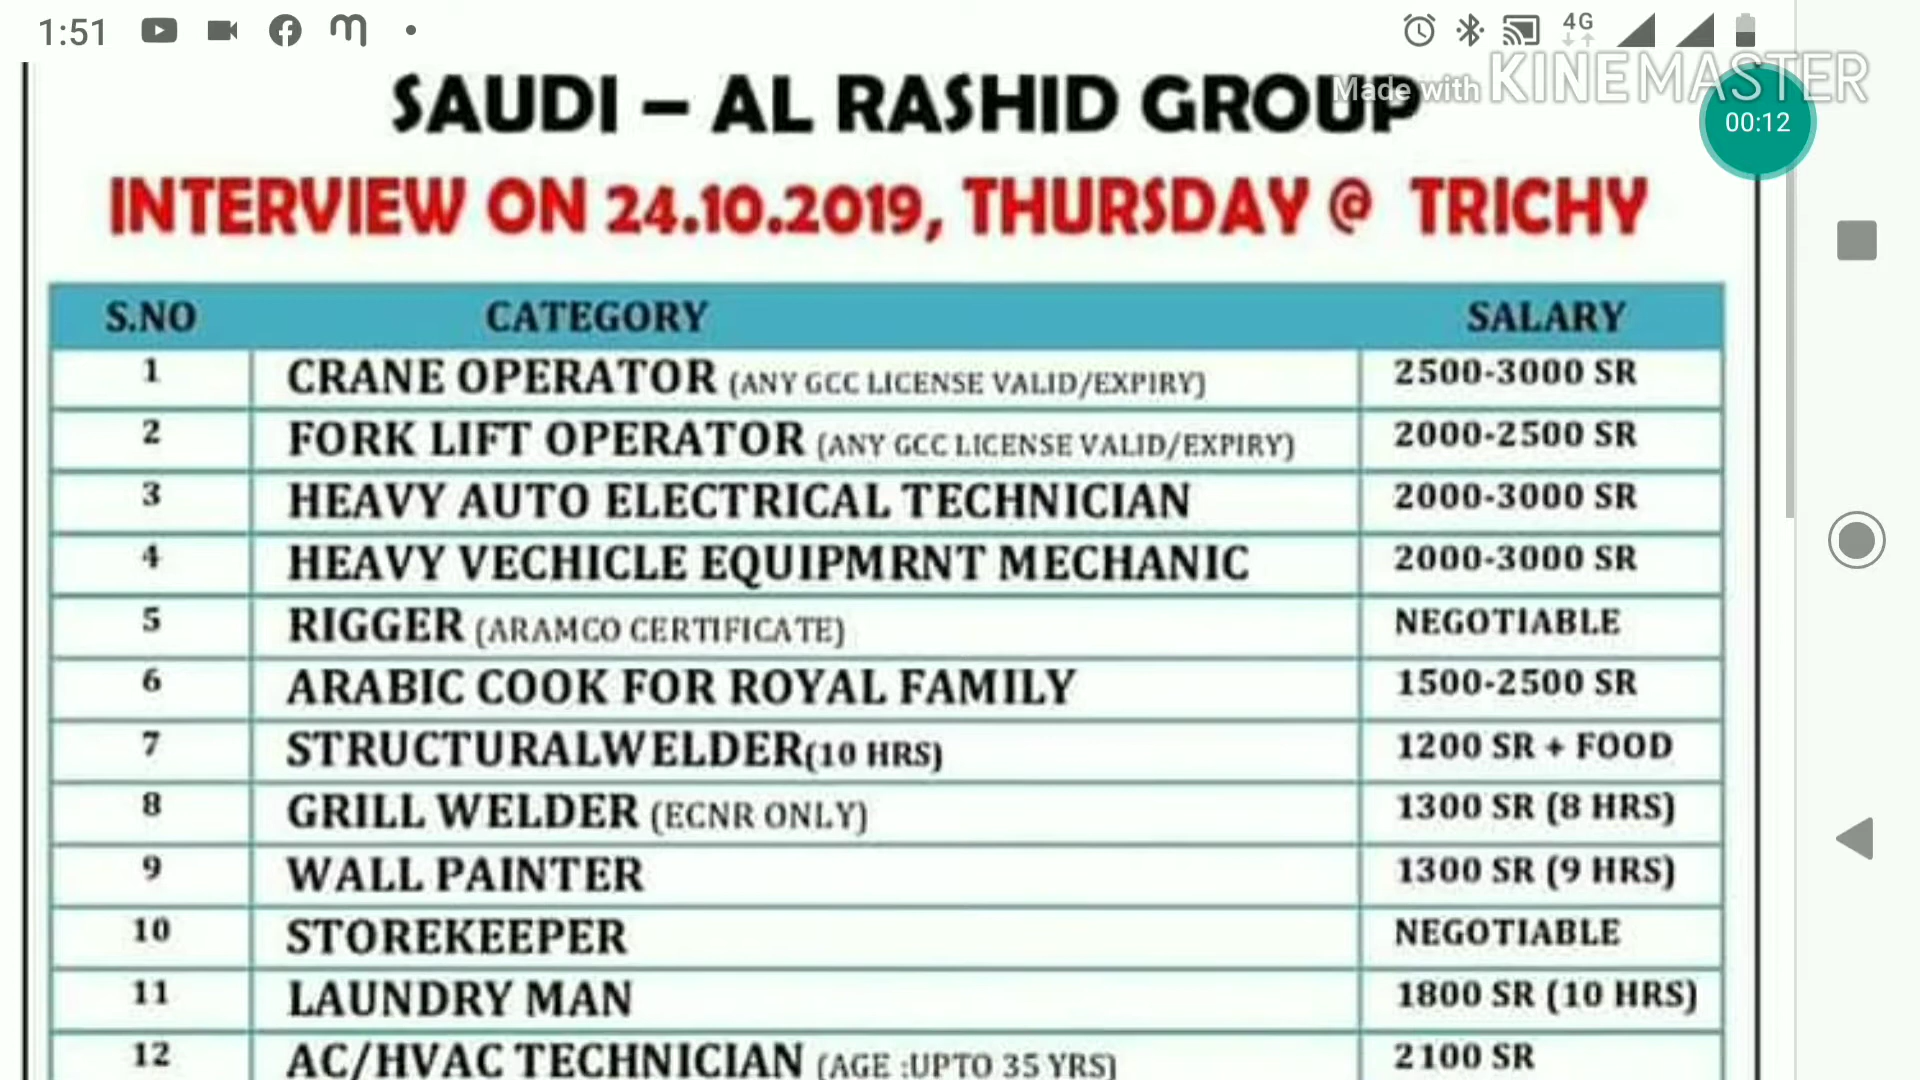 1:51
4G
Made with KINEMASTER
00:12
SAUDI – AL RASHID GROUP
INTERVIEW ON 24.10.2019, THURSDAY @ TRICHY
S.NO CATEGORY SALARY
1 CRANE OPERATOR (ANY GCC LICENSE VALID/EXPIRY) 2500-3000 SR
2 FORK LIFT OPERATOR (ANY GCC LICENSE VALID/EXPIRY) 2000-2500 SR
3 HEAVY AUTO ELECTRICAL TECHNICIAN 2000-3000 SR
4 HEAVY VECHICLE EQUIPMRNT MECHANIC 2000-3000 SR
5 RIGGER (ARAMCO CERTIFICATE) NEGOTIABLE
6 ARABIC COOK FOR ROYAL FAMILY 1500-2500 SR
7 STRUCTURALWELDER(10 HRS) 1200 SR + FOOD
8 GRILL WELDER (ECNR ONLY) 1300 SR (8 HRS)
9 WALL PAINTER 1300 SR (9 HRS)
10 STOREKEEPER NEGOTIABLE
11 LAUNDRY MAN 1800 SR (10 HRS)
12 AC/HVAC TECHNICIAN (AGE :UPTO 35 YRS) 2100 SR